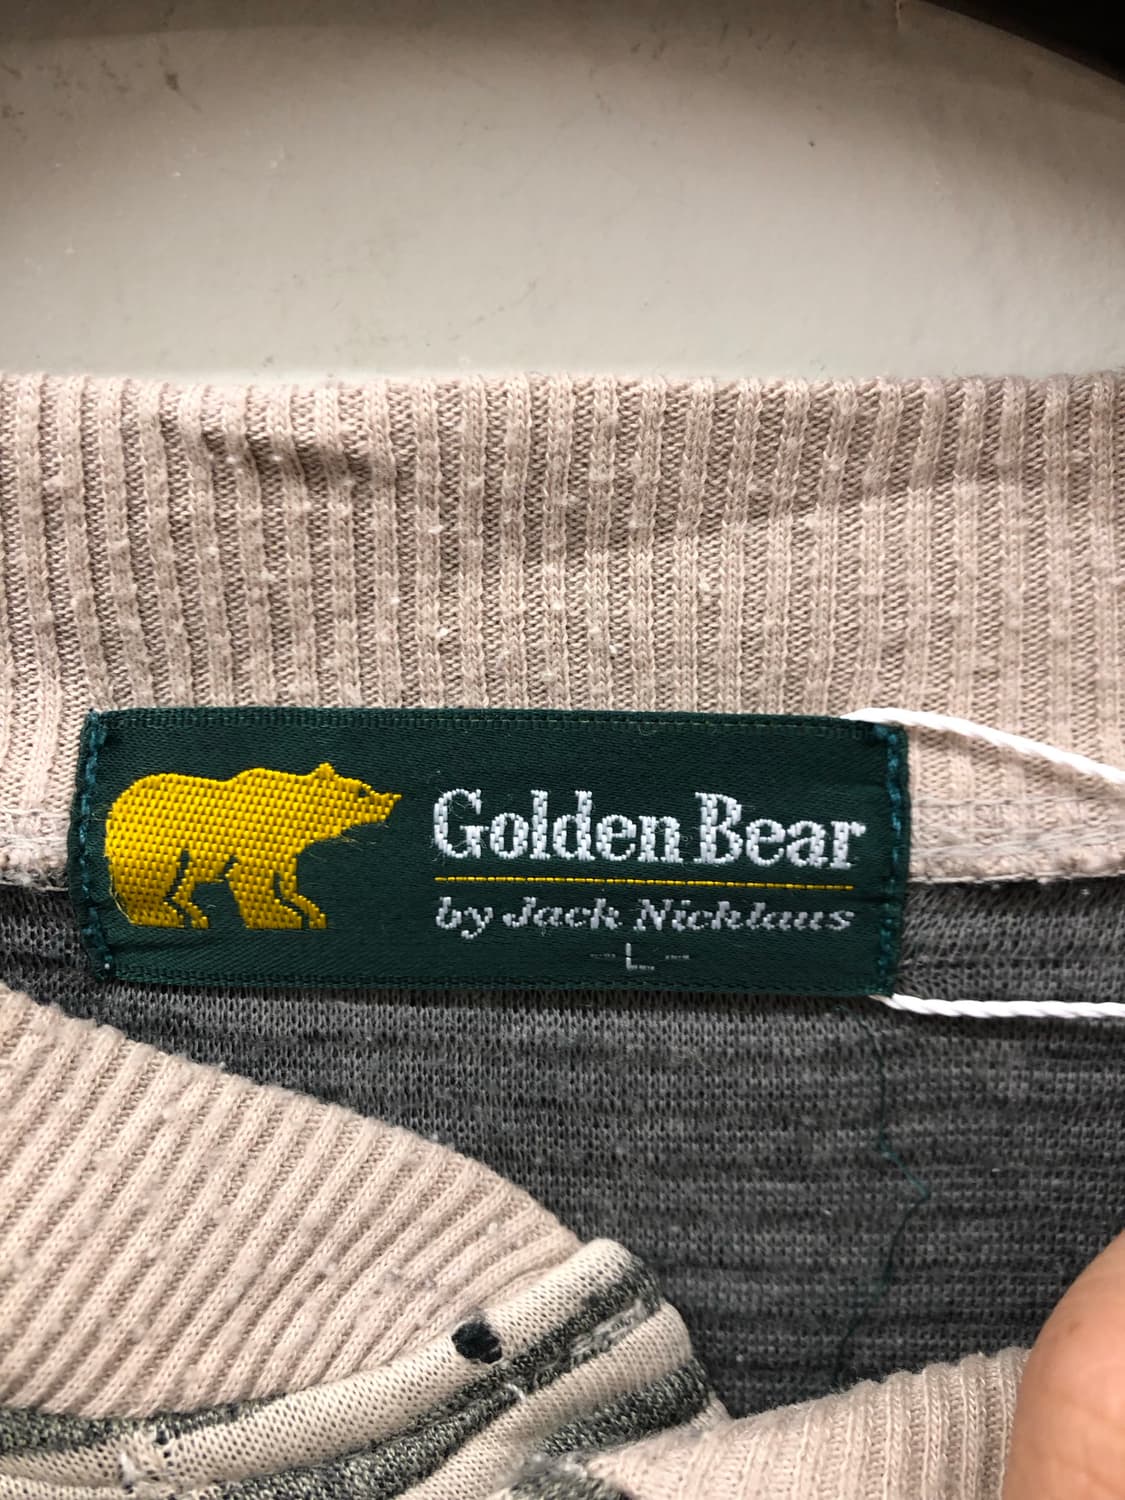 Golden Bear
by Jack Nicklaus
- L -